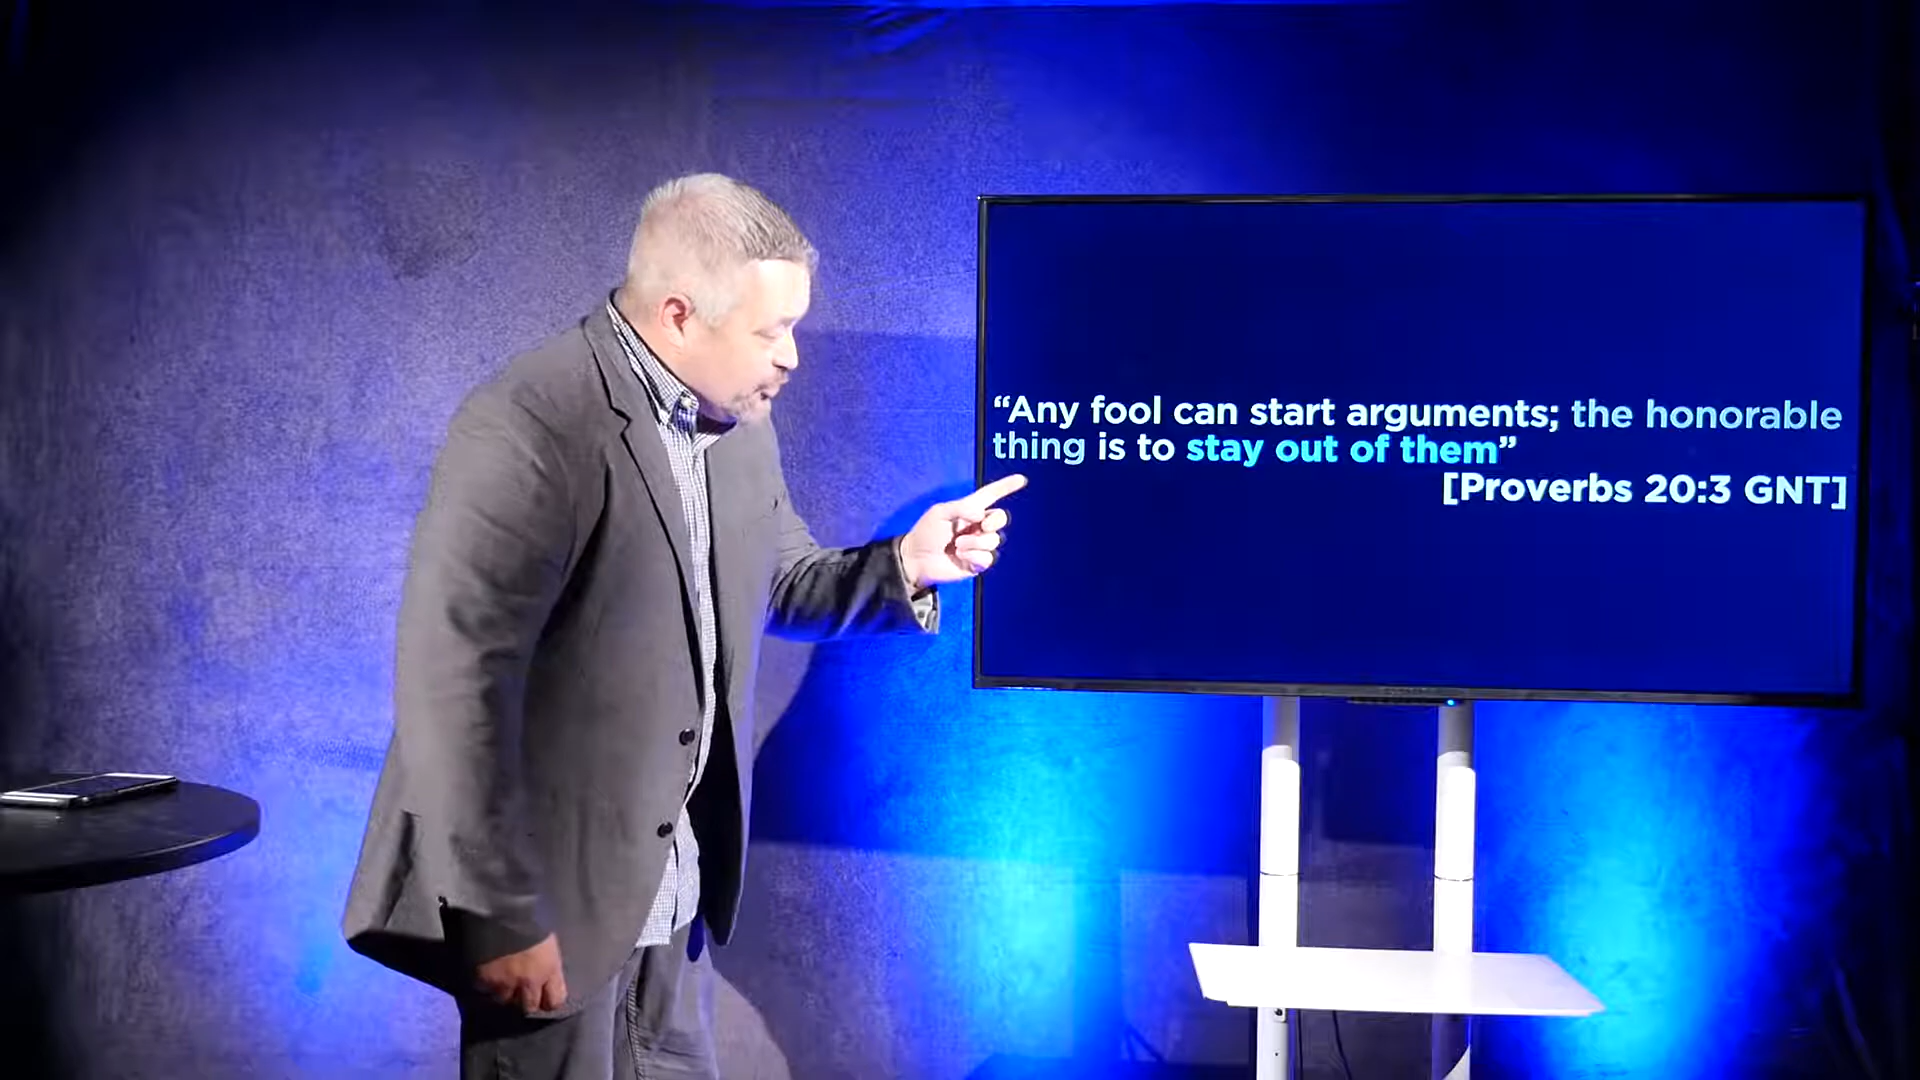 “Any fool can start arguments; the honorable
thing is to stay out of them”
[Proverbs 20:3 GNT]